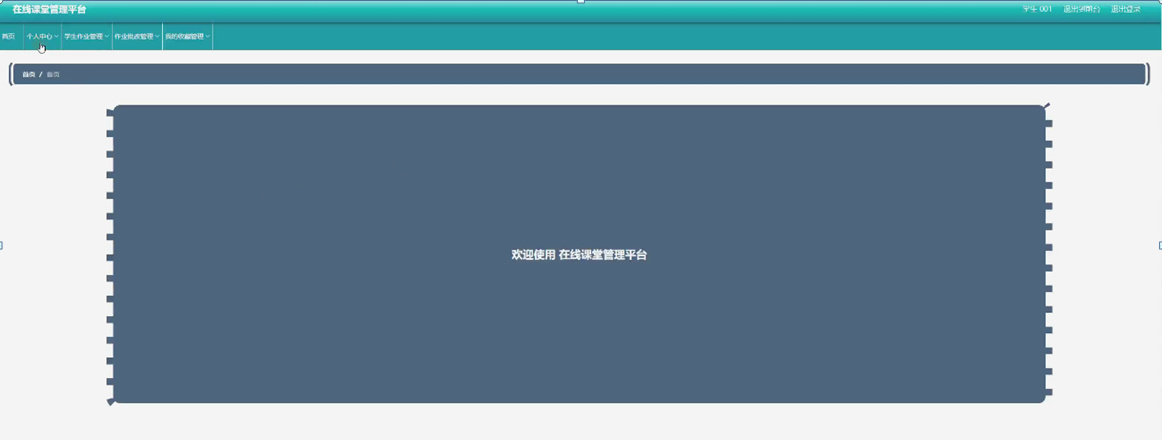 在线课堂管理平台
学生 001 退出到前台 退出登录
首页 个人中心 学生作业管理 作业批改管理 我的收藏管理
首页 / 首页
欢迎使用 在线课堂管理平台